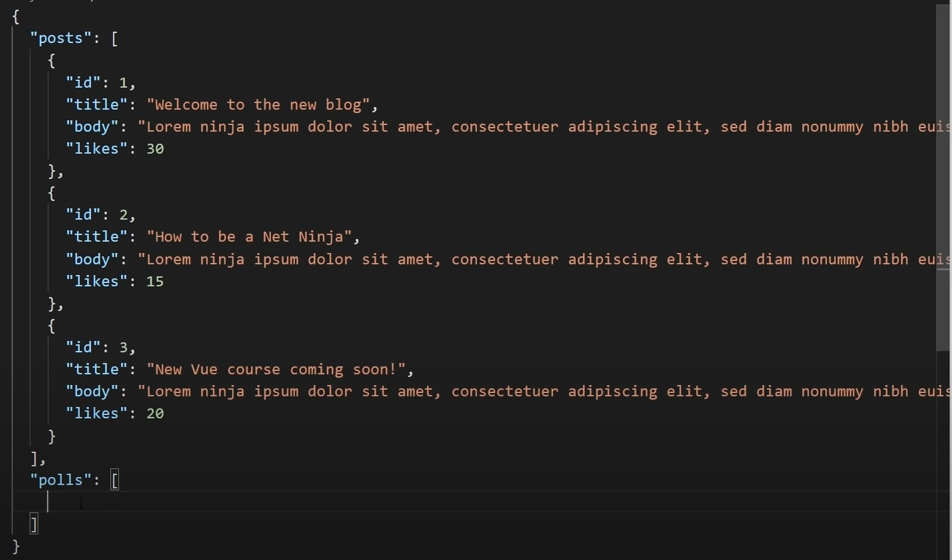 {
"posts": [
{
"id": 1,
"title": "Welcome to the new blog",
"body": "Lorem ninja ipsum dolor sit amet, consectetuer adipiscing elit, sed diam nonummy nibh euis
"likes": 30
},
{
"id": 2,
"title": "How to be a Net Ninja",
"body": "Lorem ninja ipsum dolor sit amet, consectetuer adipiscing elit, sed diam nonummy nibh euis
"likes": 15
},
{
"id": 3,
"title": "New Vue course coming soon!",
"body": "Lorem ninja ipsum dolor sit amet, consectetuer adipiscing elit, sed diam nonummy nibh euis
"likes": 20
}
],
"polls": [
]
}